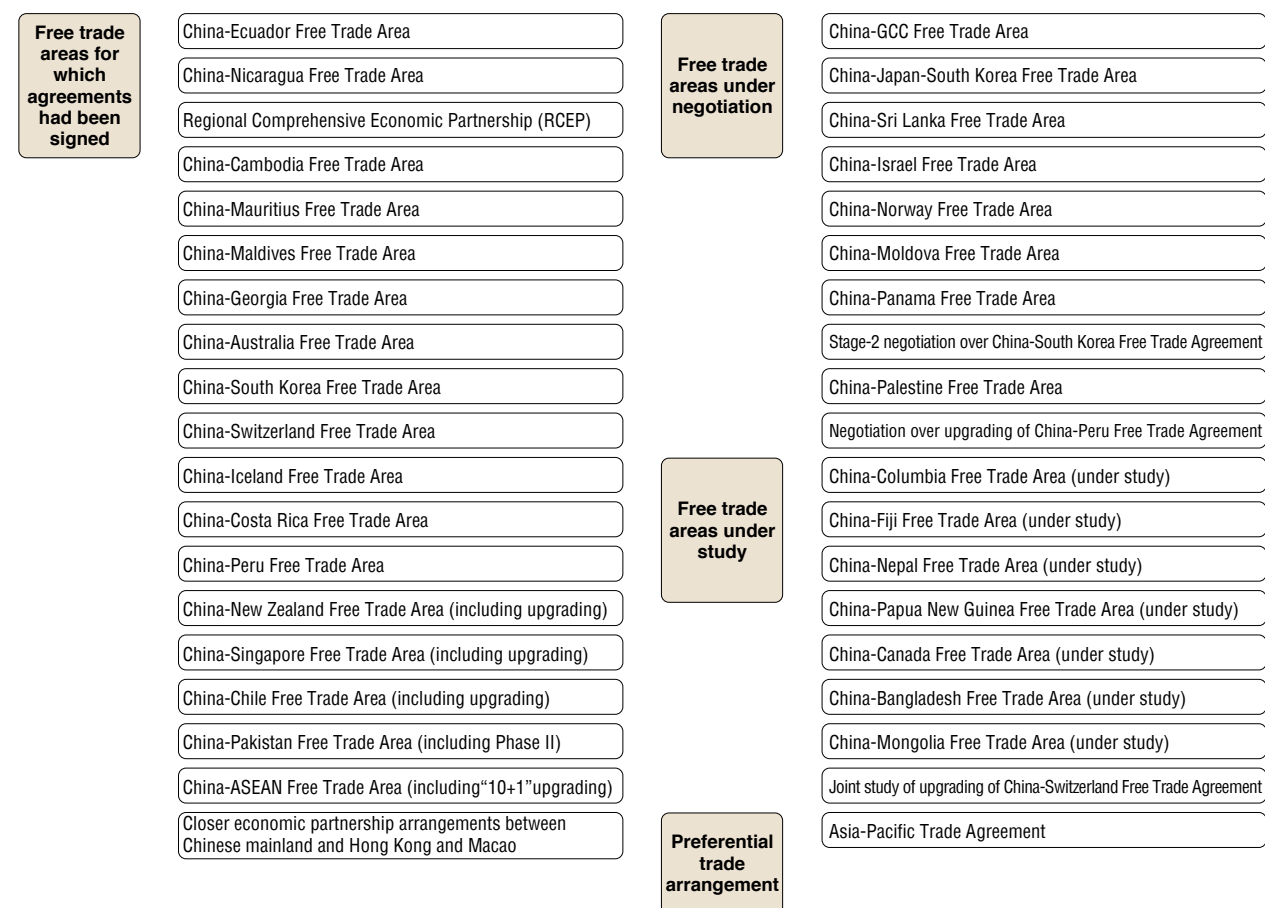 Free trade
areas for
which
agreements
had been
signed
China-Ecuador Free Trade Area
China-Nicaragua Free Trade Area
Regional Comprehensive Economic Partnership (RCEP)
China-Cambodia Free Trade Area
China-Mauritius Free Trade Area
China-Maldives Free Trade Area
China-Georgia Free Trade Area
China-Australia Free Trade Area
China-South Korea Free Trade Area
China-Switzerland Free Trade Area
China-Iceland Free Trade Area
China-Costa Rica Free Trade Area
China-Peru Free Trade Area
China-New Zealand Free Trade Area (including upgrading)
China-Singapore Free Trade Area (including upgrading)
China-Chile Free Trade Area (including upgrading)
China-Pakistan Free Trade Area (including Phase II)
China-ASEAN Free Trade Area (including“10+1”upgrading)
Closer economic partnership arrangements between
Chinese mainland and Hong Kong and Macao
Free trade
areas under
negotiation
China-GCC Free Trade Area
China-Japan-South Korea Free Trade Area
China-Sri Lanka Free Trade Area
China-Israel Free Trade Area
China-Norway Free Trade Area
China-Moldova Free Trade Area
China-Panama Free Trade Area
Stage-2 negotiation over China-South Korea Free Trade Agreement
China-Palestine Free Trade Area
Negotiation over upgrading of China-Peru Free Trade Agreement
Free trade
areas under
study
China-Columbia Free Trade Area (under study)
China-Fiji Free Trade Area (under study)
China-Nepal Free Trade Area (under study)
China-Papua New Guinea Free Trade Area (under study)
China-Canada Free Trade Area (under study)
China-Bangladesh Free Trade Area (under study)
China-Mongolia Free Trade Area (under study)
Joint study of upgrading of China-Switzerland Free Trade Agreement
Preferential
trade
arrangement
Asia-Pacific Trade Agreement